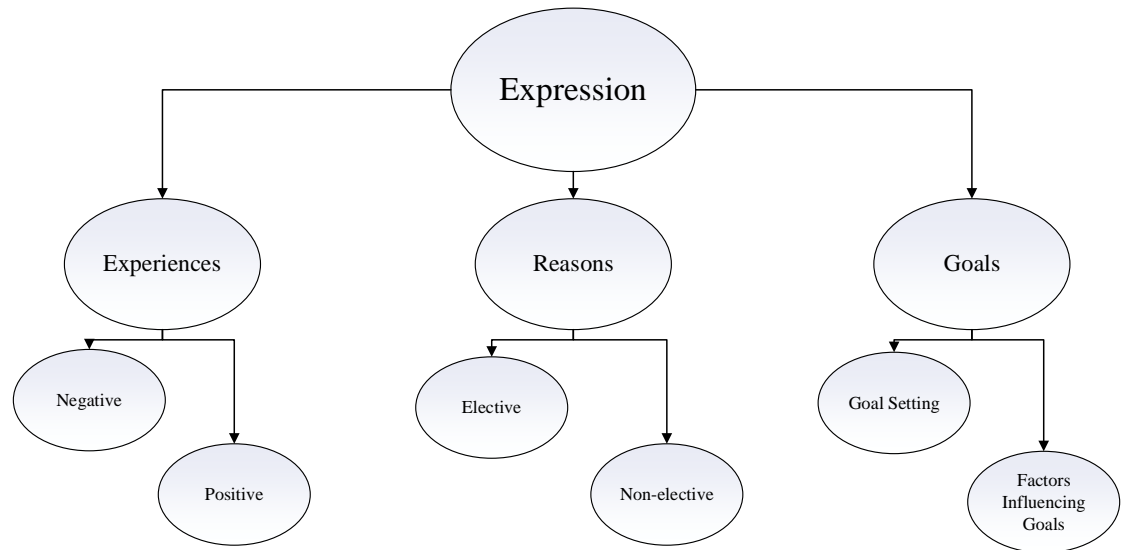 Expression
Experiences
Reasons
Goals
Negative
Elective
Goal Setting
Positive
Non-elective
Factors
Influencing
Goals